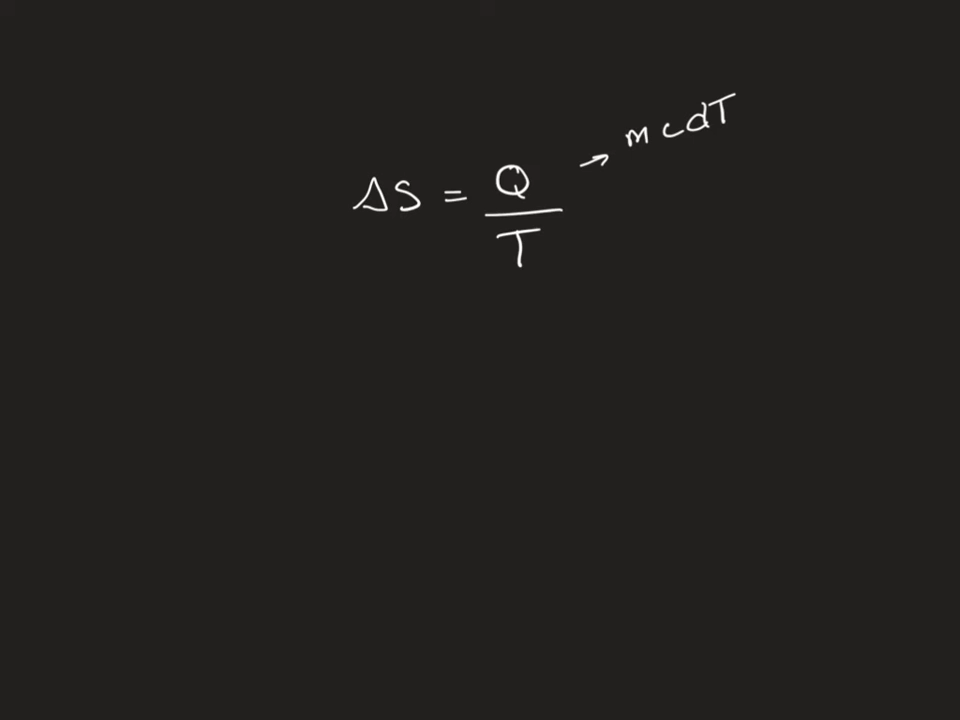 ΔS = Q/T → mcdT